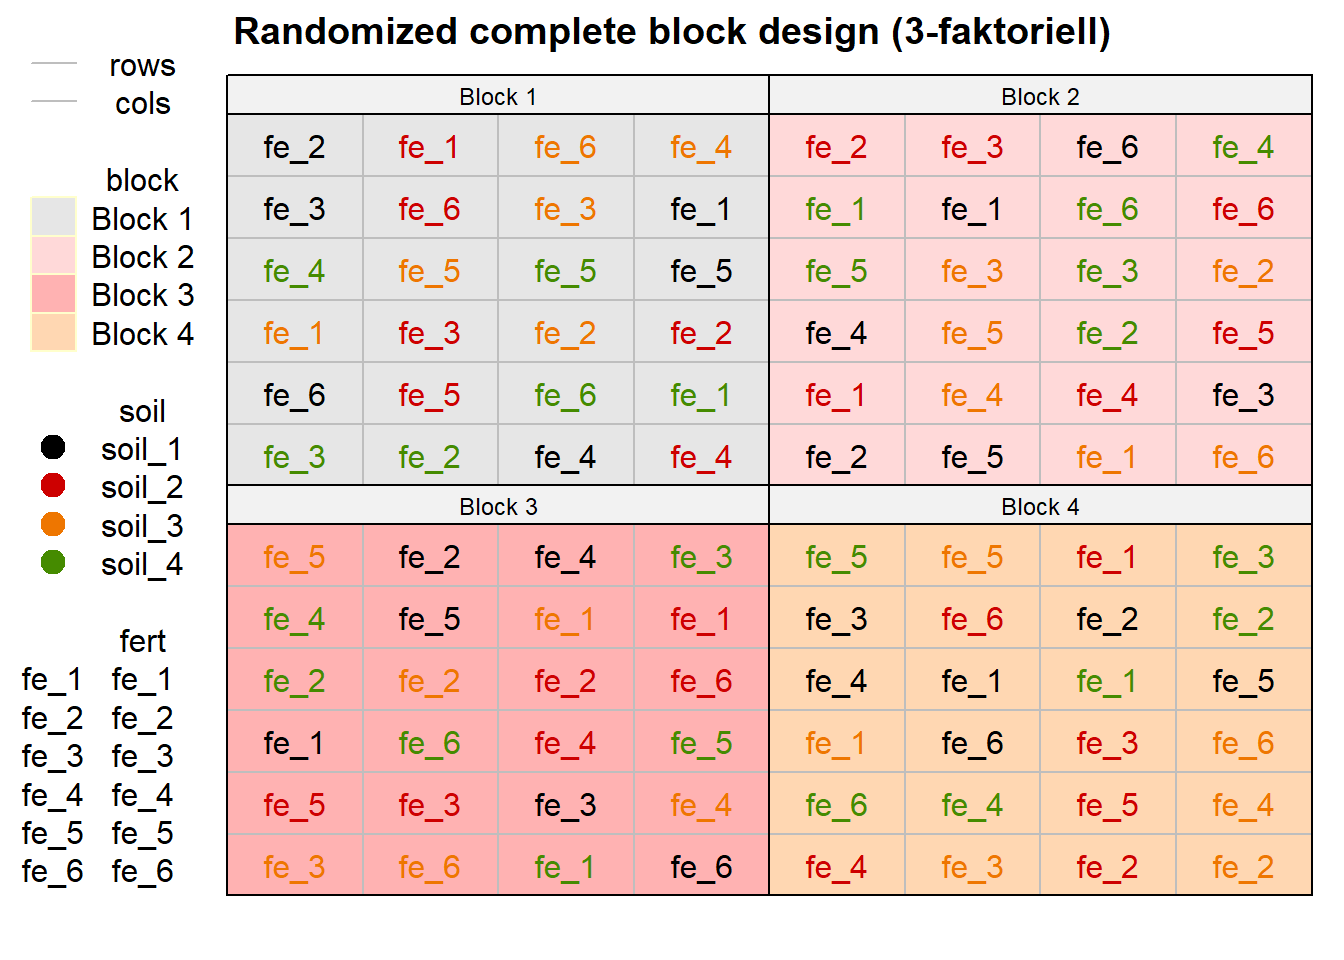 Randomized complete block design (3-faktoriell)
rows
cols
block
Block 1
Block 2
Block 3
Block 4
soil
soil_1
soil_2
soil_3
soil_4
fert
fe_1 fe_1
fe_2 fe_2
fe_3 fe_3
fe_4 fe_4
fe_5 fe_5
fe_6 fe_6
Block 1
fe_2 fe_1 fe_6 fe_4
fe_3 fe_6 fe_3 fe_1
fe_4 fe_5 fe_5 fe_5
fe_1 fe_3 fe_2 fe_2
fe_6 fe_5 fe_6 fe_1
fe_3 fe_2 fe_4 fe_4
Block 2
fe_2 fe_3 fe_6 fe_4
fe_1 fe_1 fe_6 fe_6
fe_5 fe_3 fe_3 fe_2
fe_4 fe_5 fe_2 fe_5
fe_1 fe_4 fe_4 fe_3
fe_2 fe_5 fe_1 fe_6
Block 3
fe_5 fe_2 fe_4 fe_3
fe_4 fe_5 fe_1 fe_1
fe_2 fe_2 fe_2 fe_6
fe_1 fe_6 fe_4 fe_5
fe_5 fe_3 fe_3 fe_4
fe_3 fe_6 fe_1 fe_6
Block 4
fe_5 fe_5 fe_1 fe_3
fe_3 fe_6 fe_2 fe_2
fe_4 fe_1 fe_1 fe_5
fe_1 fe_6 fe_3 fe_6
fe_6 fe_4 fe_5 fe_4
fe_4 fe_3 fe_2 fe_2